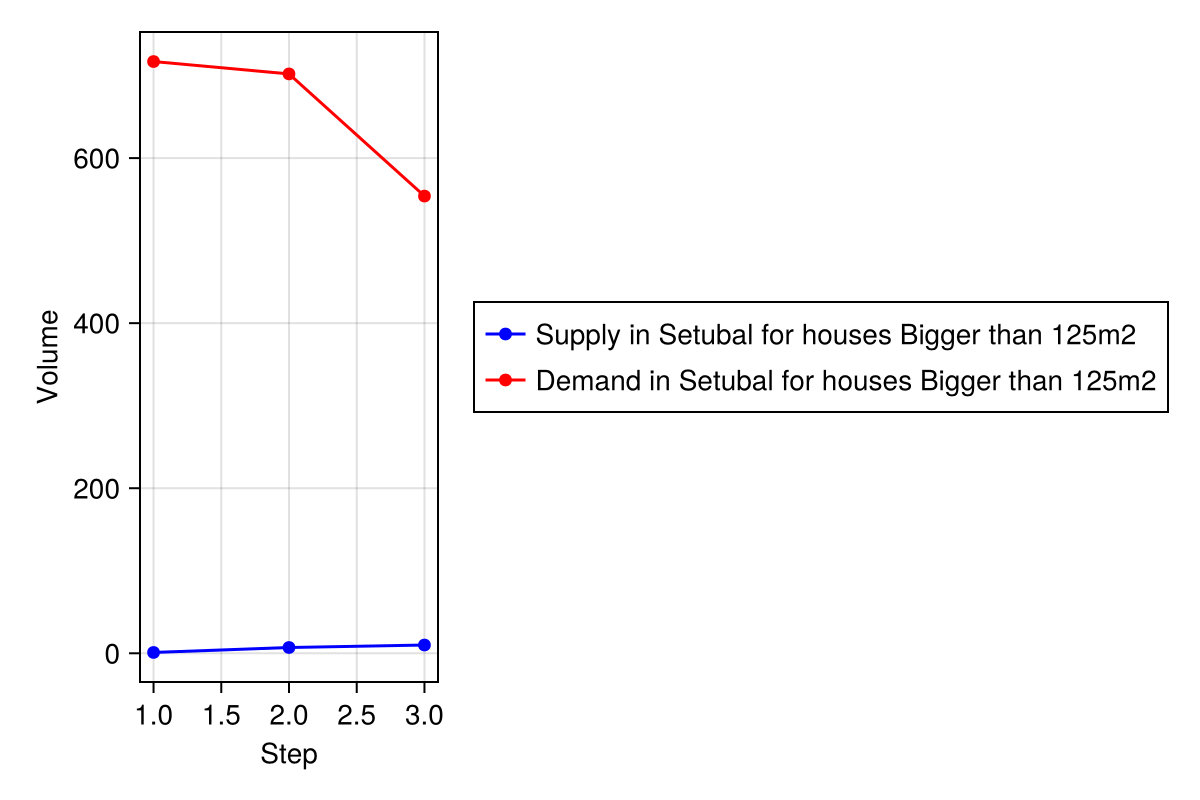 Volume
600
400
200
0
1.0 1.5 2.0 2.5 3.0
Step
Supply in Setubal for houses Bigger than 125m2
Demand in Setubal for houses Bigger than 125m2